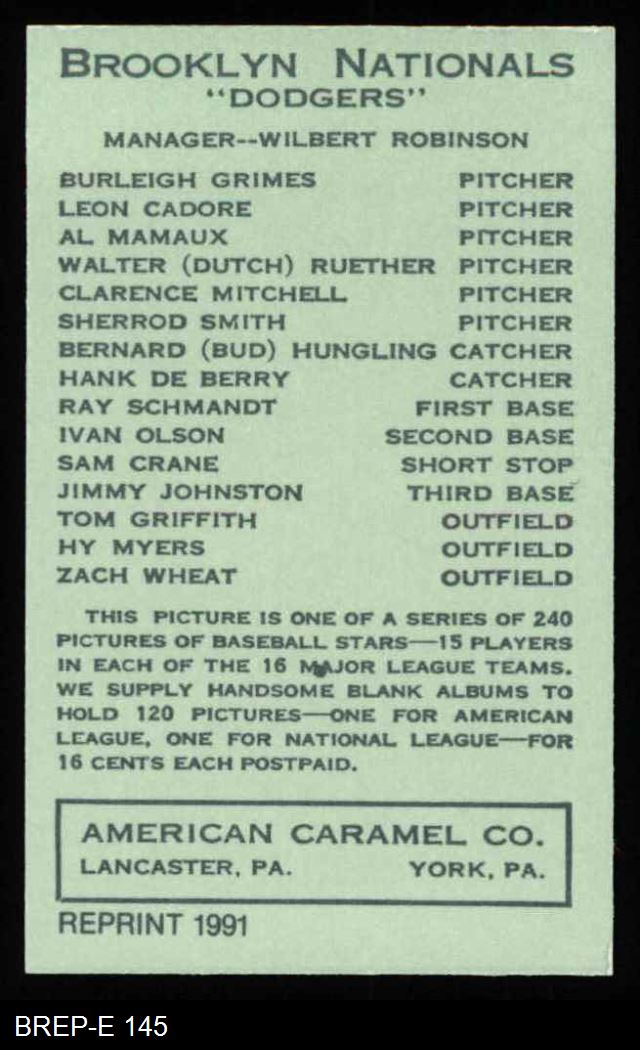 BROOKLYN NATIONALS
"DODGERS"
MANAGER--WILBERT ROBINSON
BURLEIGH GRIMES PITCHER
LEON CADORE PITCHER
AL MAMAUX PITCHER
WALTER (DUTCH) RUETHER PITCHER
CLARENCE MITCHELL PITCHER
SHERROD SMITH PITCHER
BERNARD (BUD) HUNGLING CATCHER
HANK DE BERRY CATCHER
RAY SCHMANDT FIRST BASE
IVAN OLSON SECOND BASE
SAM CRANE SHORT STOP
JIMMY JOHNSTON THIRD BASE
TOM GRIFFITH OUTFIELD
HY MYERS OUTFIELD
ZACH WHEAT OUTFIELD
THIS PICTURE IS ONE OF A SERIES OF 240
PICTURES OF BASEBALL STARS—15 PLAYERS
IN EACH OF THE 16 MAJOR LEAGUE TEAMS.
WE SUPPLY HANDSOME BLANK ALBUMS TO
HOLD 120 PICTURES—ONE FOR AMERICAN
LEAGUE, ONE FOR NATIONAL LEAGUE—FOR
16 CENTS EACH POSTPAID.
AMERICAN CARAMEL CO.
LANCASTER, PA. YORK, PA.
REPRINT 1991
BREP-E 145